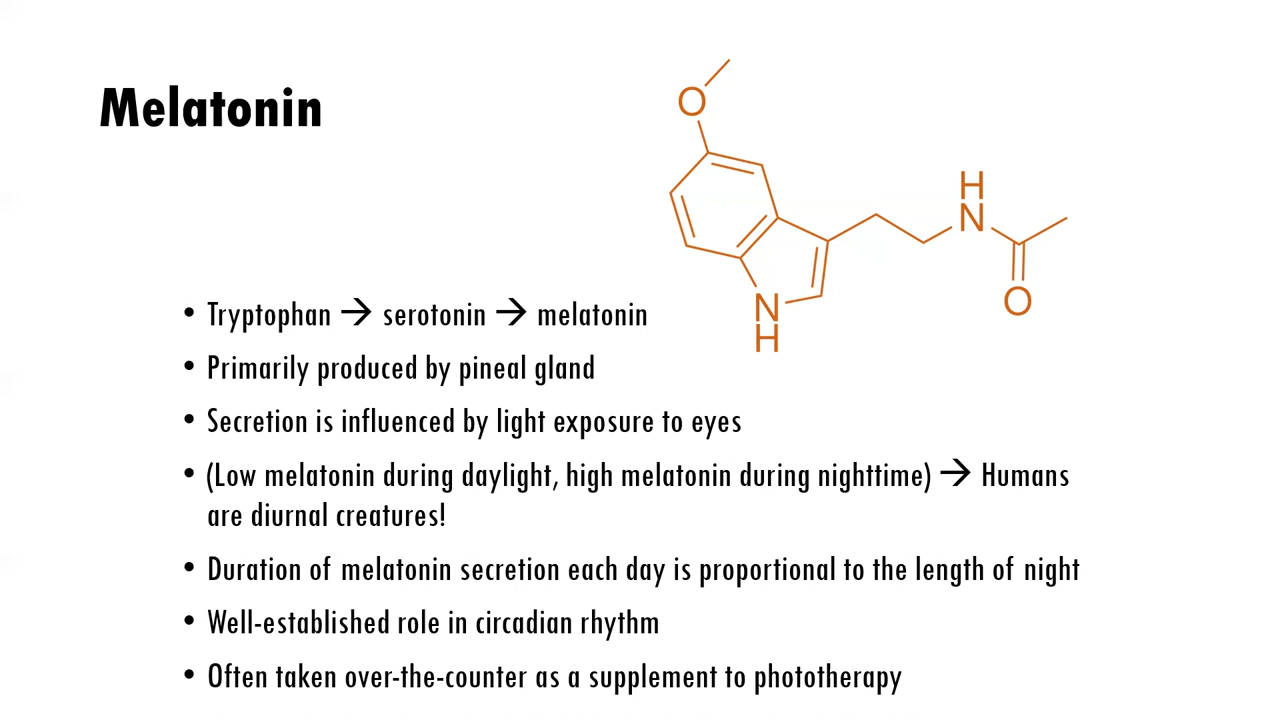 Melatonin
O
H
N
O
N
H
• Tryptophan → serotonin → melatonin
• Primarily produced by pineal gland
• Secretion is influenced by light exposure to eyes
• (Low melatonin during daylight, high melatonin during nighttime) → Humans
are diurnal creatures!
• Duration of melatonin secretion each day is proportional to the length of night
• Well-established role in circadian rhythm
• Often taken over-the-counter as a supplement to phototherapy